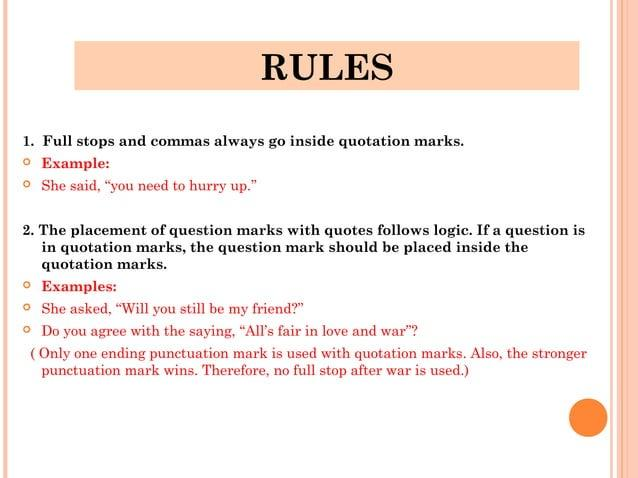 RULES
1. Full stops and commas always go inside quotation marks.
Example:
She said, “you need to hurry up.”
2. The placement of question marks with quotes follows logic. If a question is
in quotation marks, the question mark should be placed inside the
quotation marks.
Examples:
She asked, “Will you still be my friend?”
Do you agree with the saying, “All’s fair in love and war”?
( Only one ending punctuation mark is used with quotation marks. Also, the stronger
punctuation mark wins. Therefore, no full stop after war is used.)